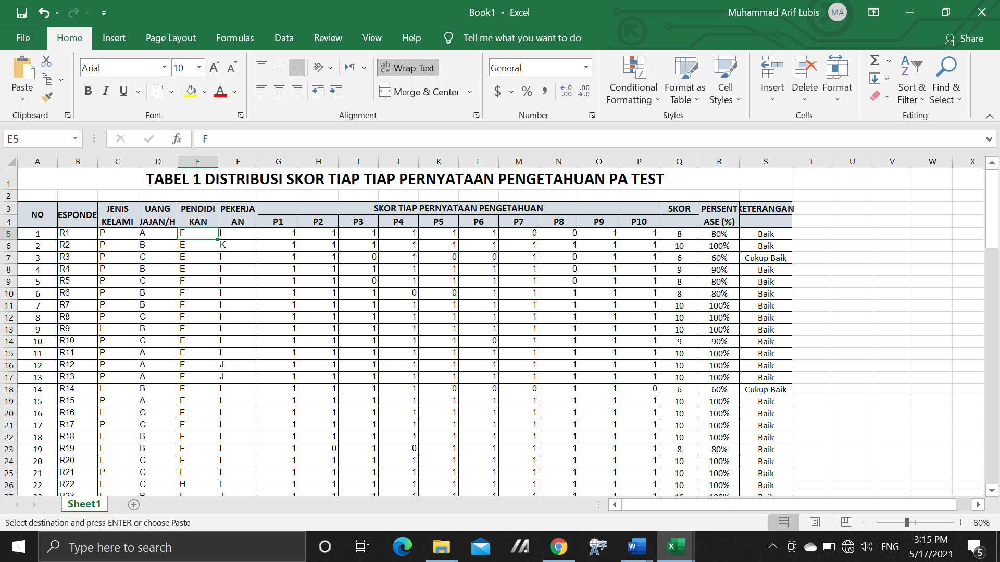 Book1 - Excel
Muhammad Arif Lubis MA
File Home Insert Page Layout Formulas Data Review View Help Tell me what you want to do Share
Arial 10 Wrap Text General
Paste B I U A Merge & Center $ % Conditional Formatting Format as Table Cell Styles Insert Delete Format Sort & Filter Find & Select
Clipboard Font Alignment Number Styles Cells Editing
E5 fx F
A B C D E F G H I J K L M N O P Q R S T U V W X
1 TABEL 1 DISTRIBUSI SKOR TIAP TIAP PERNYATAAN PENGETAHUAN PA TEST
2
3 NO ESPONDE JENIS UANG PENDIDI PEKERJA SKOR TIAP PERNYATAAN PENGETAHUAN SKOR PERSENT KETERANGAN
4 KELAMI JAJAN/H KAN AN P1 P2 P3 P4 P5 P6 P7 P8 P9 P10 ASE (%)
5 1 R1 P A F I 1 1 1 1 1 1 0 0 1 1 8 80% Baik
6 2 R2 P B E K 1 1 1 1 1 1 1 1 1 1 10 100% Baik
7 3 R3 P C E I 1 1 0 1 0 0 1 0 1 1 6 60% Cukup Baik
8 4 R4 P B E I 1 1 1 1 1 1 1 0 1 1 9 90% Baik
9 5 R5 P C F I 1 1 0 1 1 1 1 0 1 1 8 80% Baik
10 6 R6 P B F I 1 1 1 0 0 1 1 1 1 1 8 80% Baik
11 7 R7 P B F I 1 1 1 1 1 1 1 1 1 1 10 100% Baik
12 8 R8 P C F I 1 1 1 1 1 1 1 1 1 1 10 100% Baik
13 9 R9 L B F I 1 1 1 1 1 1 1 1 1 1 10 100% Baik
14 10 R10 P C E I 1 1 1 1 1 0 1 1 1 1 9 90% Baik
15 11 R11 P A E I 1 1 1 1 1 1 1 1 1 1 10 100% Baik
16 12 R12 P A F J 1 1 1 1 1 1 1 1 1 1 10 100% Baik
17 13 R13 P A F J 1 1 1 1 1 1 1 1 1 1 10 100% Baik
18 14 R14 L B F I 1 1 1 1 0 0 0 1 1 0 6 60% Cukup Baik
19 15 R15 P A E I 1 1 1 1 1 1 1 1 1 1 10 100% Baik
20 16 R16 L C F I 1 1 1 1 1 1 1 1 1 1 10 100% Baik
21 17 R17 P C F I 1 1 1 1 1 1 1 1 1 1 10 100% Baik
22 18 R18 L B F I 1 1 1 1 1 1 1 1 1 1 10 100% Baik
23 19 R19 L B F I 1 0 1 0 1 1 1 1 1 1 8 80% Baik
24 20 R20 L C F I 1 1 1 1 1 1 1 1 1 1 10 100% Baik
25 21 R21 P C F I 1 1 1 1 1 1 1 1 1 1 10 100% Baik
26 22 R22 L C H L 1 1 1 1 1 1 1 1 1 1 10 100% Baik
Sheet1
Select destination and press ENTER or choose Paste 80%
Type here to search ENG 3:15 PM
5/17/2021 5